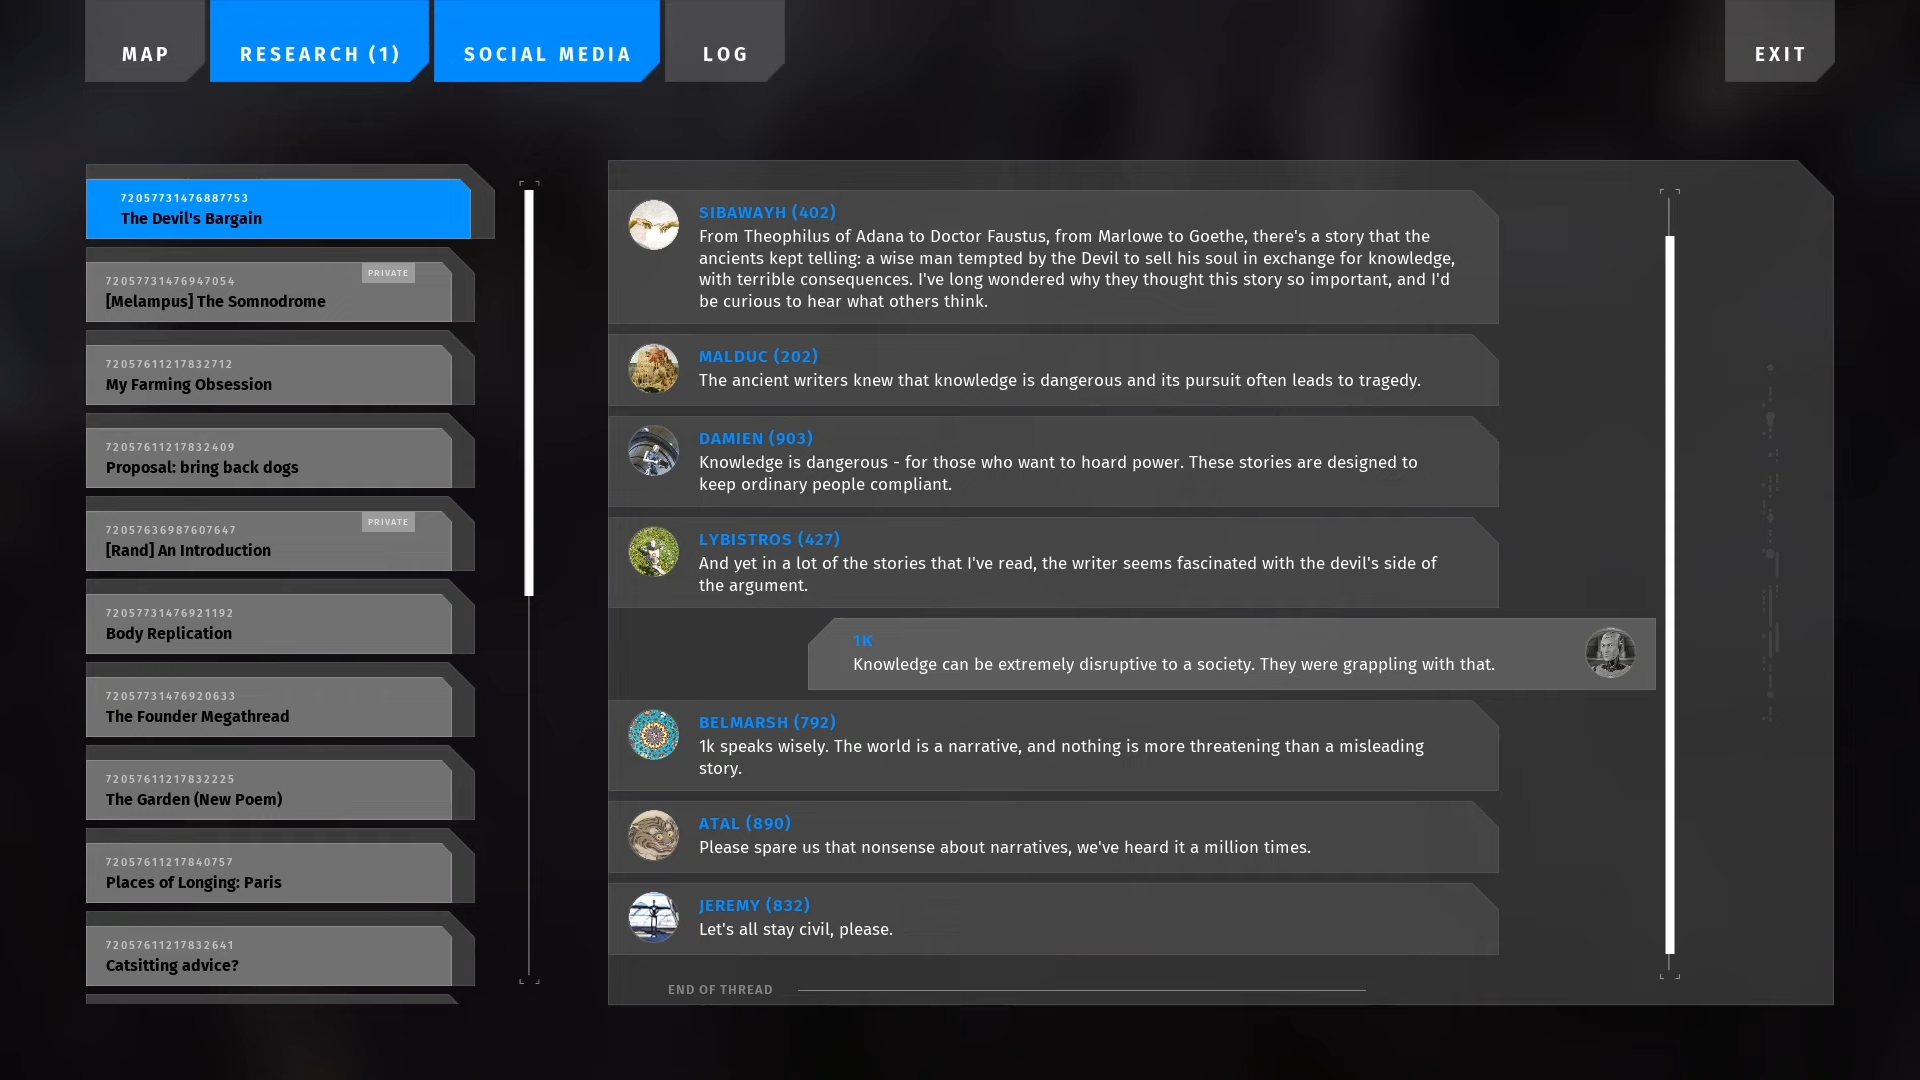 MAP
RESEARCH (1)
SOCIAL MEDIA
LOG
EXIT
72057731476887753
The Devil's Bargain
PRIVATE
72057731476947054
[Melampus] The Somnodrome
72057611217832712
My Farming Obsession
72057611217832409
Proposal: bring back dogs
PRIVATE
72057636987607647
[Rand] An Introduction
72057731476921192
Body Replication
72057731476920633
The Founder Megathread
72057611217832225
The Garden (New Poem)
72057611217840757
Places of Longing: Paris
72057611217832641
Catsitting advice?
SIBAWAYH (402)
From Theophilus of Adana to Doctor Faustus, from Marlowe to Goethe, there's a story that the
ancients kept telling: a wise man tempted by the Devil to sell his soul in exchange for knowledge,
with terrible consequences. I've long wondered why they thought this story so important, and I'd
be curious to hear what others think.
MALDUC (202)
The ancient writers knew that knowledge is dangerous and its pursuit often leads to tragedy.
DAMIEN (903)
Knowledge is dangerous - for those who want to hoard power. These stories are designed to
keep ordinary people compliant.
LYBISTROS (427)
And yet in a lot of the stories that I've read, the writer seems fascinated with the devil's side of
the argument.
1K
Knowledge can be extremely disruptive to a society. They were grappling with that.
BELMARSH (792)
1k speaks wisely. The world is a narrative, and nothing is more threatening than a misleading
story.
ATAL (890)
Please spare us that nonsense about narratives, we've heard it a million times.
JEREMY (832)
Let's all stay civil, please.
END OF THREAD